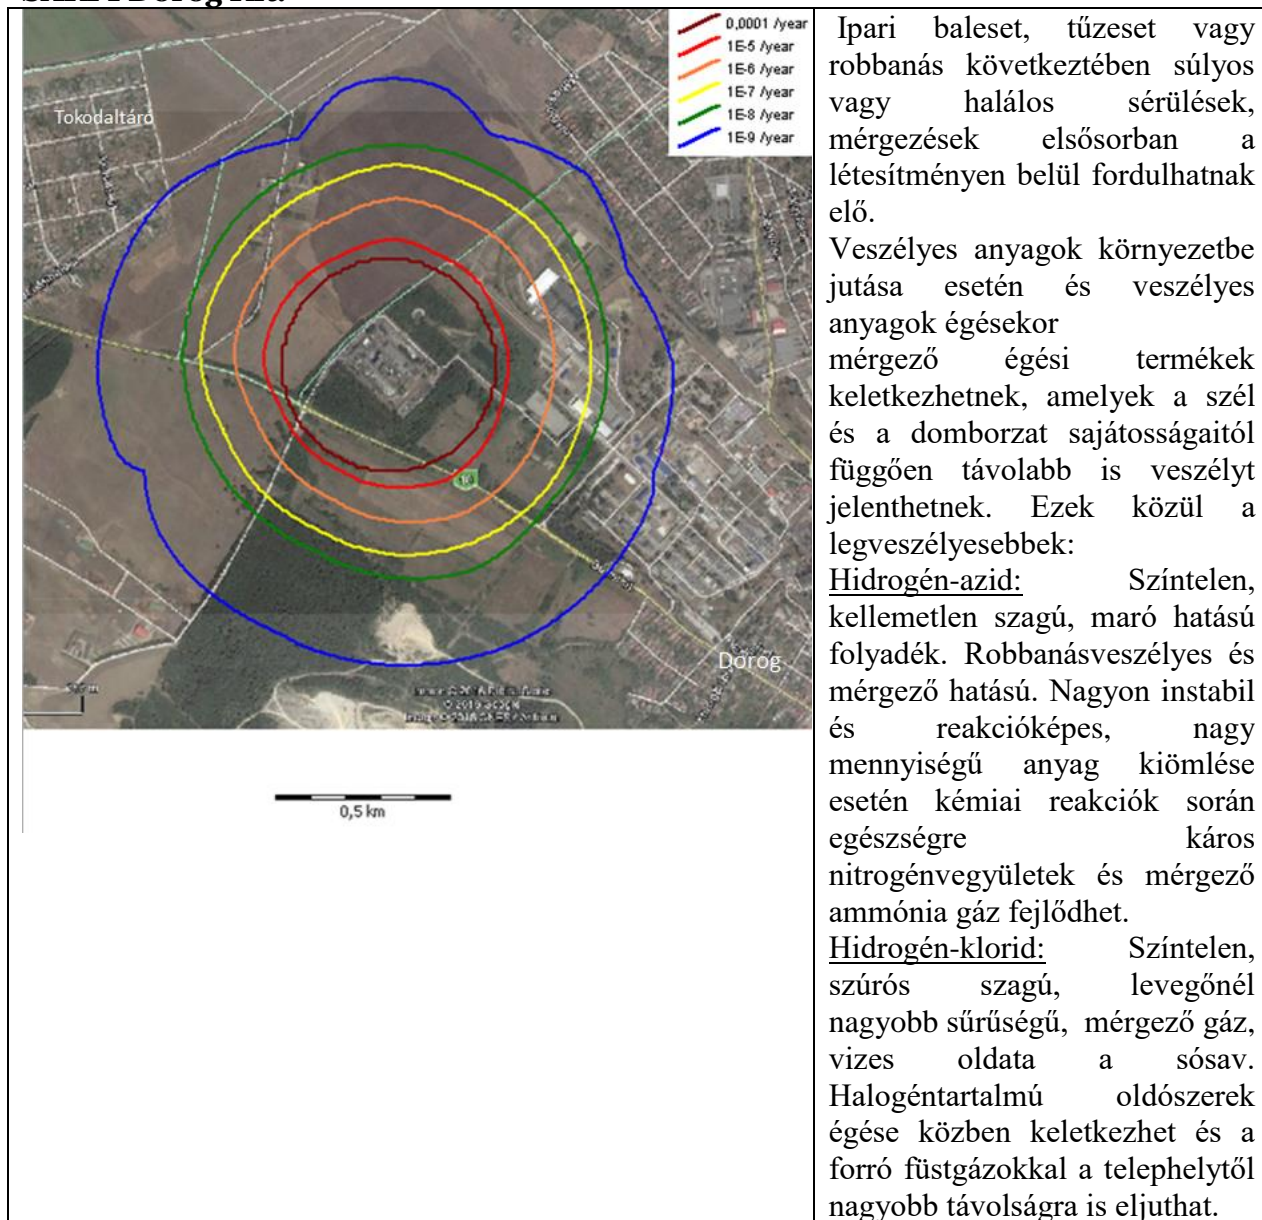 0,0001 /year
1E-5 /year
1E-6 /year
1E-7 /year
1E-8 /year
1E-9 /year
Tokodaltáró
Dorog
0,5 km
Ipari baleset, tűzeset vagy
robbanás következtében súlyos
vagy halálos sérülések,
mérgezések elsősorban a
létesítményen belül fordulhatnak
elő.
Veszélyes anyagok környezetbe
jutása esetén és veszélyes
anyagok égésekor
mérgező égési termékek
keletkezhetnek, amelyek a szél
és a domborzat sajátosságaitól
függően távolabb is veszélyt
jelenthetnek. Ezek közül a
legveszélyesebbek:
Hidrogén-azid: Színtelen,
kellemetlen szagú, maró hatású
folyadék. Robbanásveszélyes és
mérgező hatású. Nagyon instabil
és reakcióképes, nagy
mennyiségű anyag kiömlése
esetén kémiai reakciók során
egészségre káros
nitrogénvegyületek és mérgező
ammónia gáz fejlődhet.
Hidrogén-klorid: Színtelen,
szúrós szagú, levegőnél
nagyobb sűrűségű, mérgező gáz,
vizes oldata a sósav.
Halogéntartalmú oldószerek
égése közben keletkezhet és a
forró füstgázokkal a telephelytől
nagyobb távolságra is eljuthat.